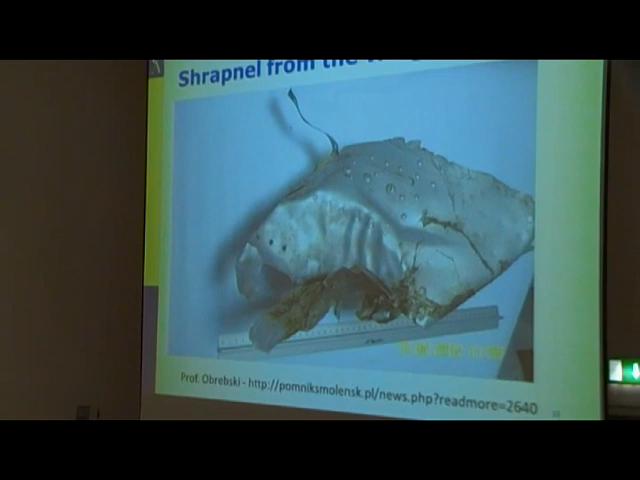 Shrapnel from the
Prof. Obrebski - http://pomniksmolensk.pl/news.php?readmore=2640